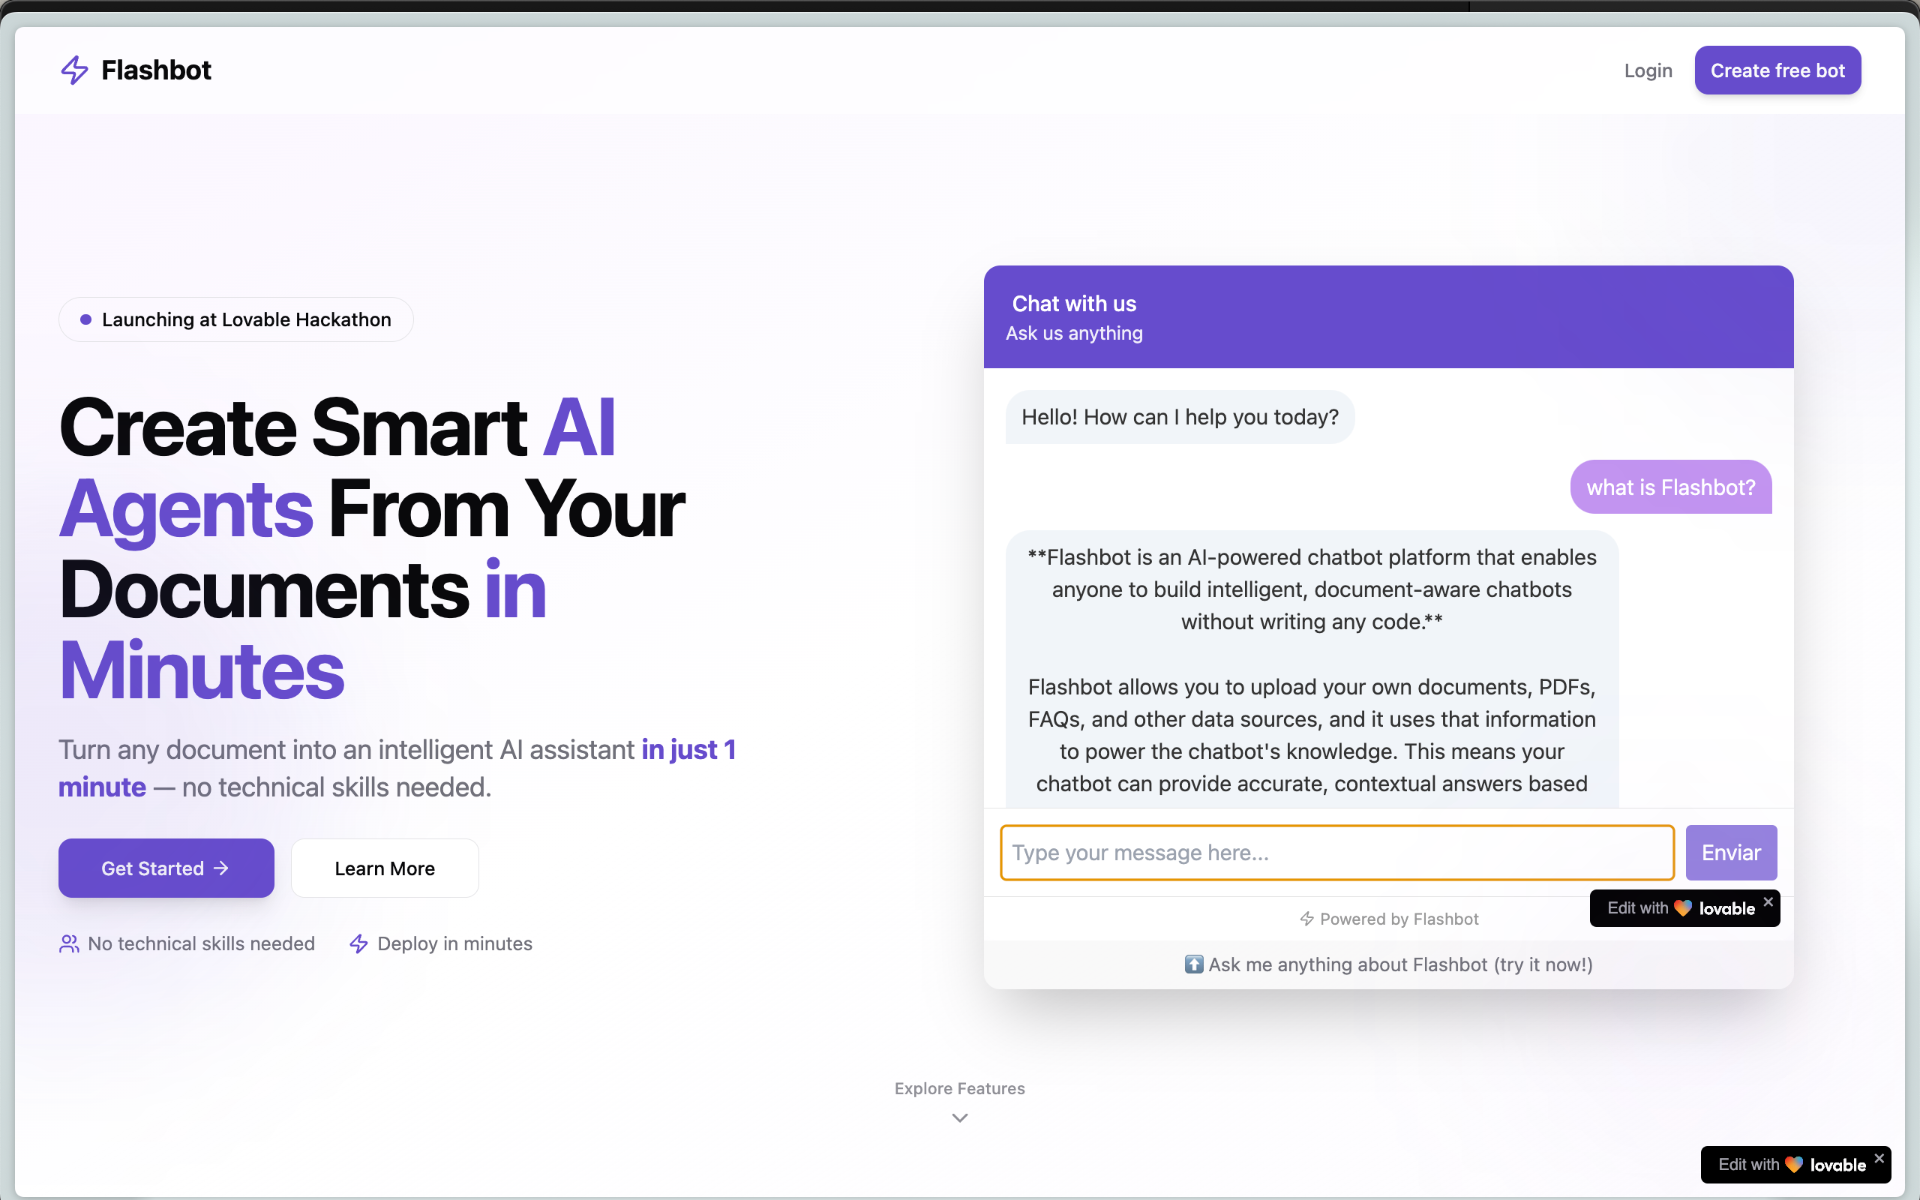 Flashbot
Login
Create free bot
Launching at Lovable Hackathon
Create Smart AI
Agents From Your
Documents in
Minutes
Turn any document into an intelligent AI assistant in just 1
minute — no technical skills needed.
Get Started →
Learn More
No technical skills needed
Deploy in minutes
Chat with us
Ask us anything
Hello! How can I help you today?
what is Flashbot?
**Flashbot is an AI-powered chatbot platform that enables
anyone to build intelligent, document-aware chatbots
without writing any code.**
Flashbot allows you to upload your own documents, PDFs,
FAQs, and other data sources, and it uses that information
to power the chatbot's knowledge. This means your
chatbot can provide accurate, contextual answers based
Type your message here...
Enviar
Edit with lovable ×
Powered by Flashbot
⬆️ Ask me anything about Flashbot (try it now!)
Explore Features
Edit with lovable ×